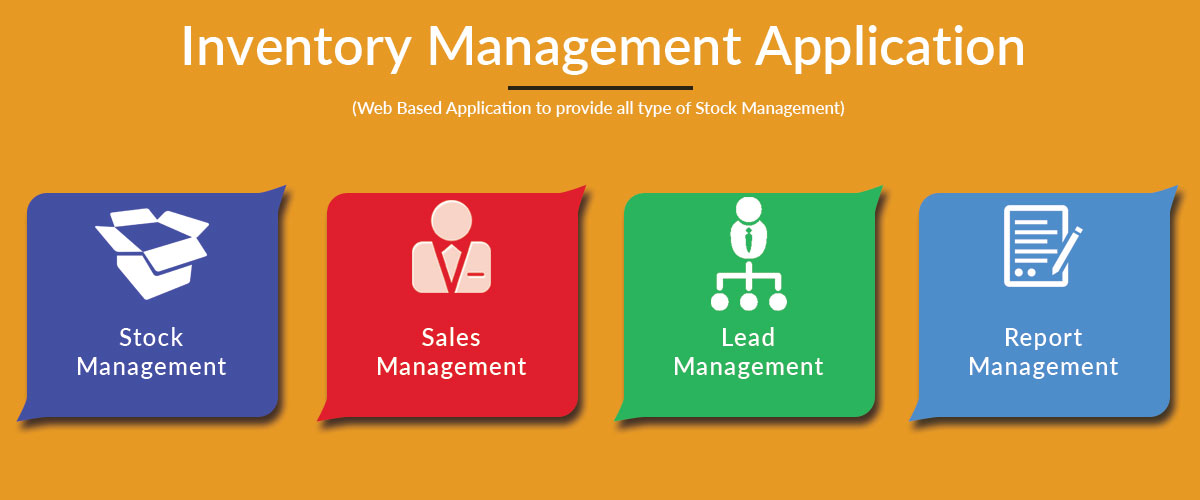 Inventory Management Application
(Web Based Application to provide all type of Stock Management)
Stock
Management
Sales
Management
Lead
Management
Report
Management